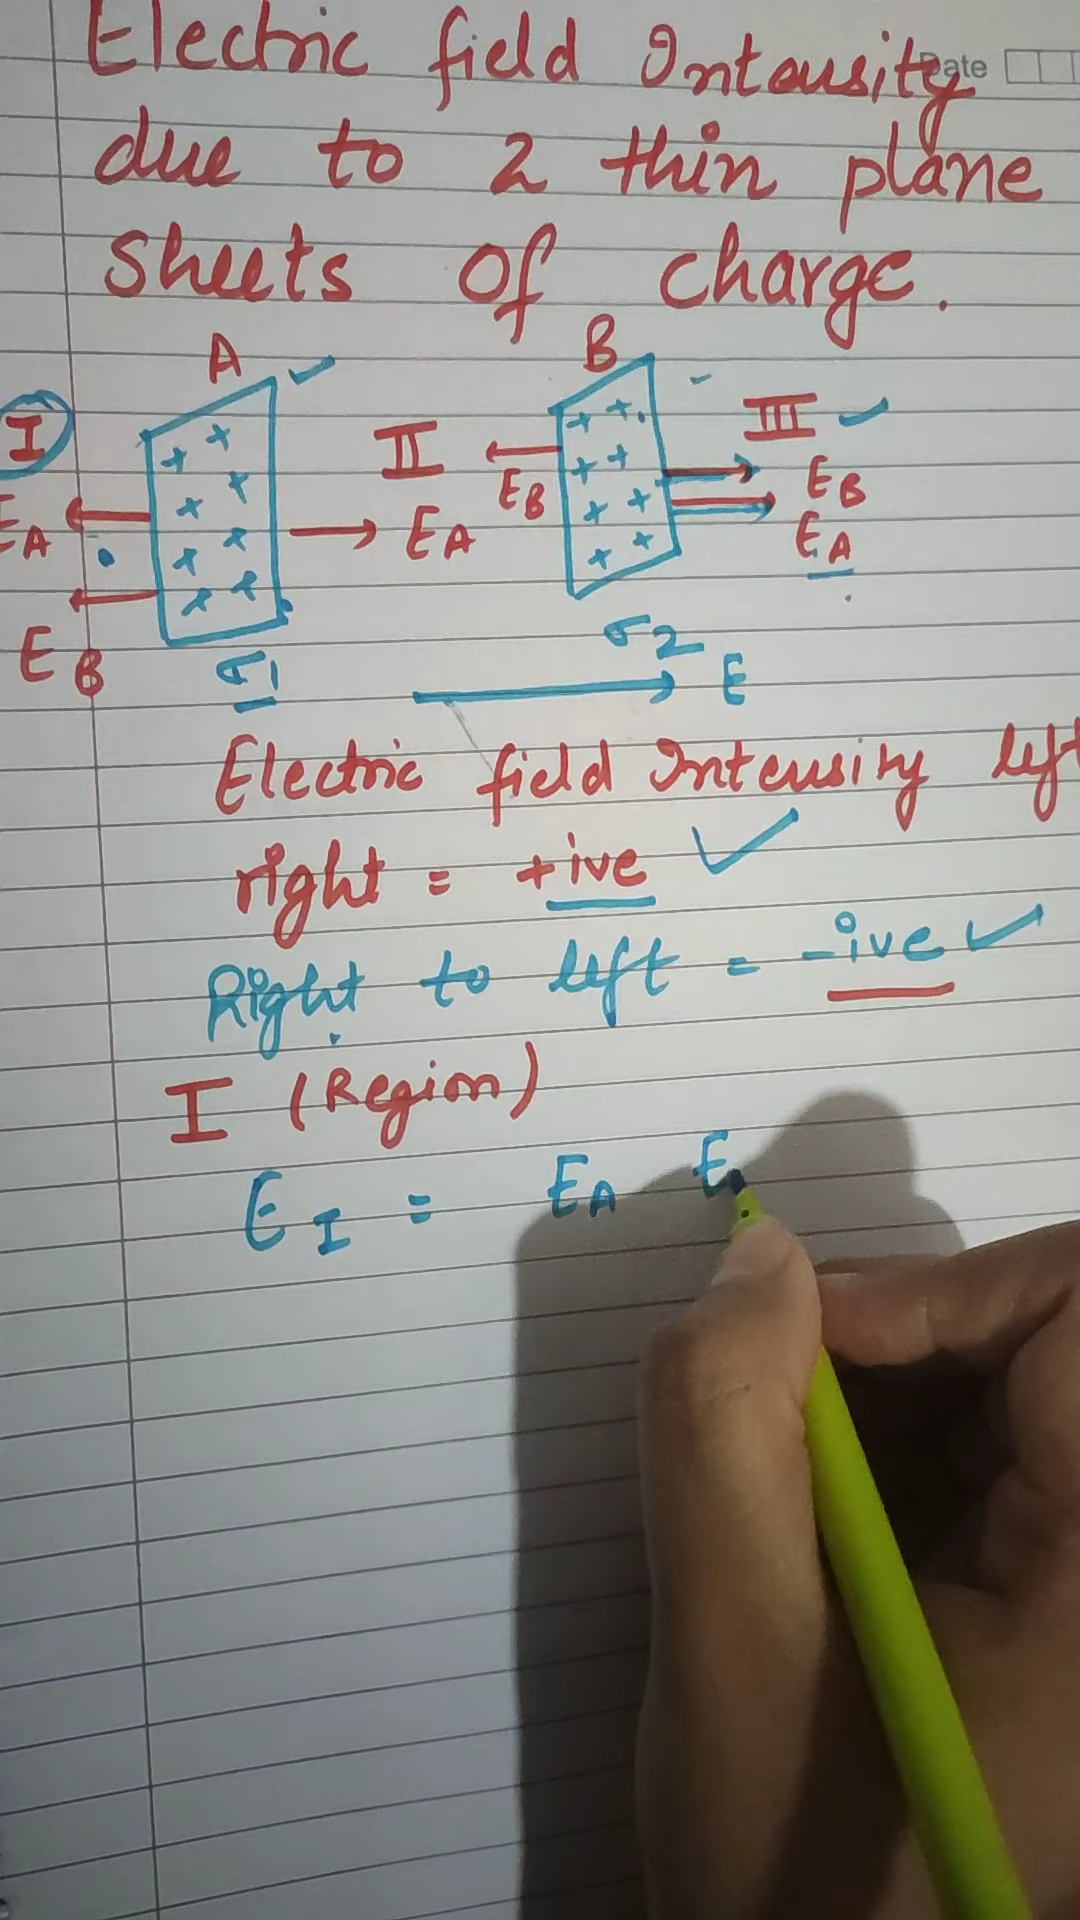 Date
Electric field Intensity
due to 2 thin plane
sheets of charge.
A B
I II III
EA EB EA EB
EA
EB
σ1 σ2
E
Electric field Intensity left
right = +ive
Right to left = -ive
I (Region)
E I = EA E